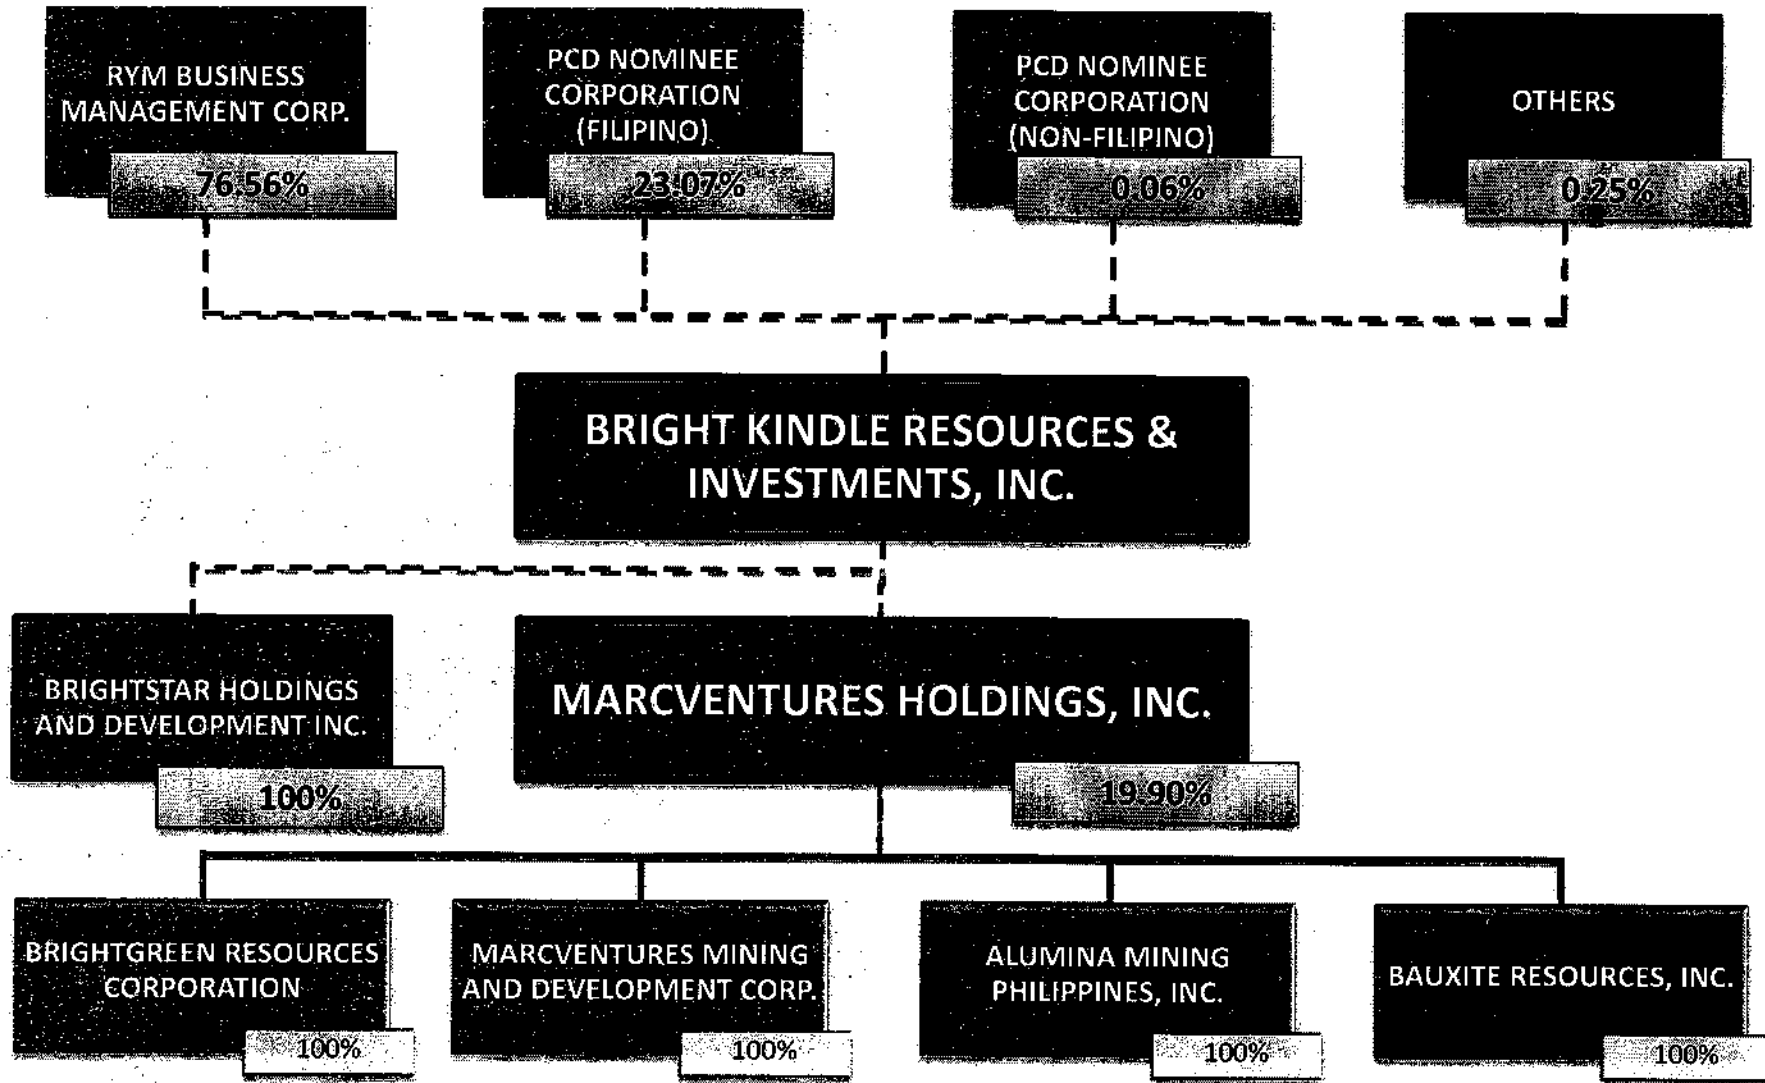 RYM BUSINESS
MANAGEMENT CORP.
76.56%
PCD NOMINEE
CORPORATION
(FILIPINO)
23.07%
PCD NOMINEE
CORPORATION
(NON-FILIPINO)
0.06%
OTHERS
0.25%
BRIGHT KINDLE RESOURCES &
INVESTMENTS, INC.
BRIGHTSTAR HOLDINGS
AND DEVELOPMENT INC.
100%
MARCVENTURES HOLDINGS, INC.
19.90%
BRIGHTGREEN RESOURCES
CORPORATION
100%
MARCVENTURES MINING
AND DEVELOPMENT CORP.
100%
ALUMINA MINING
PHILIPPINES, INC.
100%
BAUXITE RESOURCES, INC.
100%